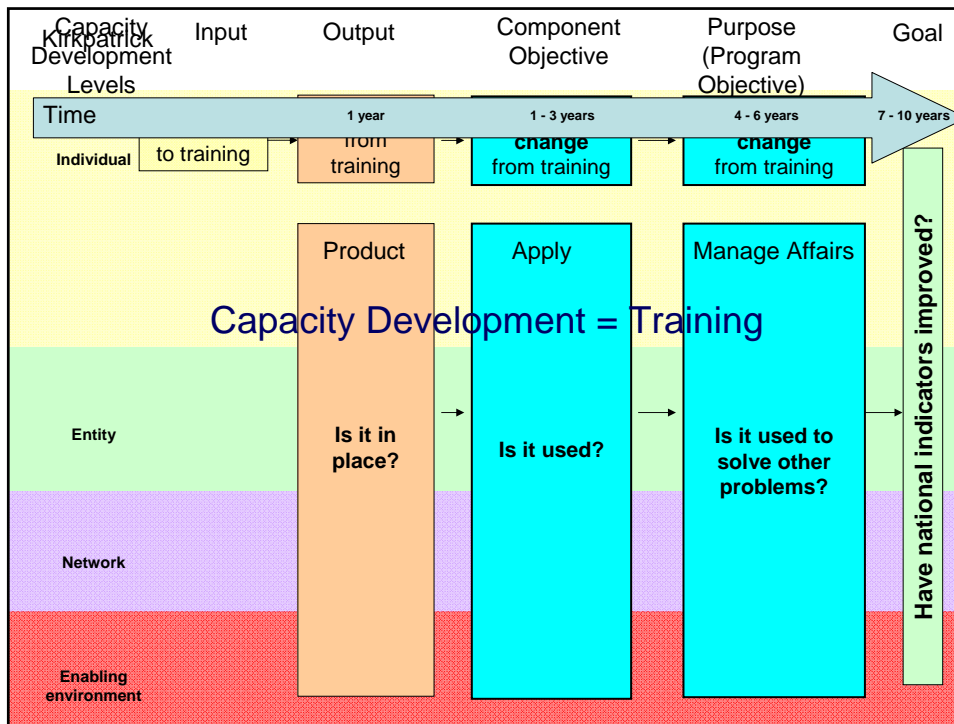 Capacity
Kirkpatrick
Development
Levels
Input
Output
Component
Objective
Purpose
(Program
Objective)
Goal
Time
1 year
1 - 3 years
4 - 6 years
7 - 10 years
Individual
to training
from
training
change
from training
change
from training
Product
Apply
Manage Affairs
Capacity Development = Training
Entity
Is it in
place?
Is it used?
Is it used to
solve other
problems?
Have national indicators improved?
Network
Enabling
environment